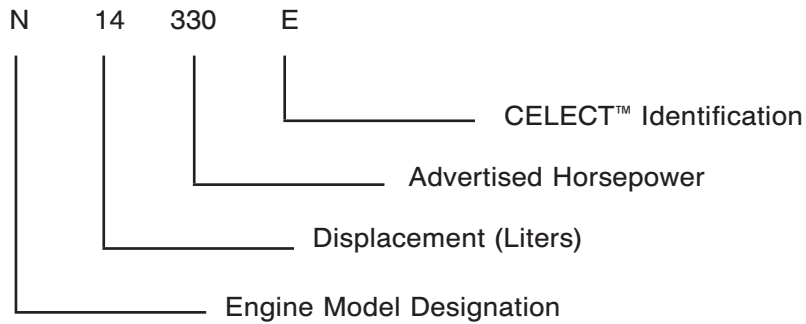 N 14 330 E
CELECT™ Identification
Advertised Horsepower
Displacement (Liters)
Engine Model Designation